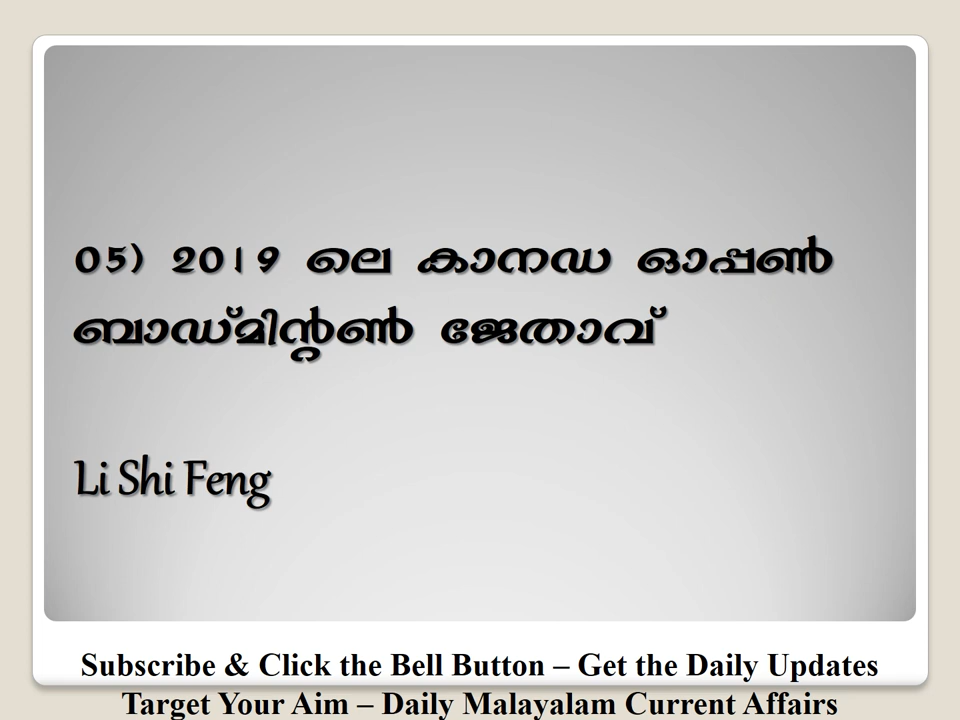 05) 2019 ലെ കാനഡ ഓപ്പൺ
ബാഡ്മിന്റൺ ജേതാവ്
Li Shi Feng
Subscribe & Click the Bell Button – Get the Daily Updates
Target Your Aim – Daily Malayalam Current Affairs